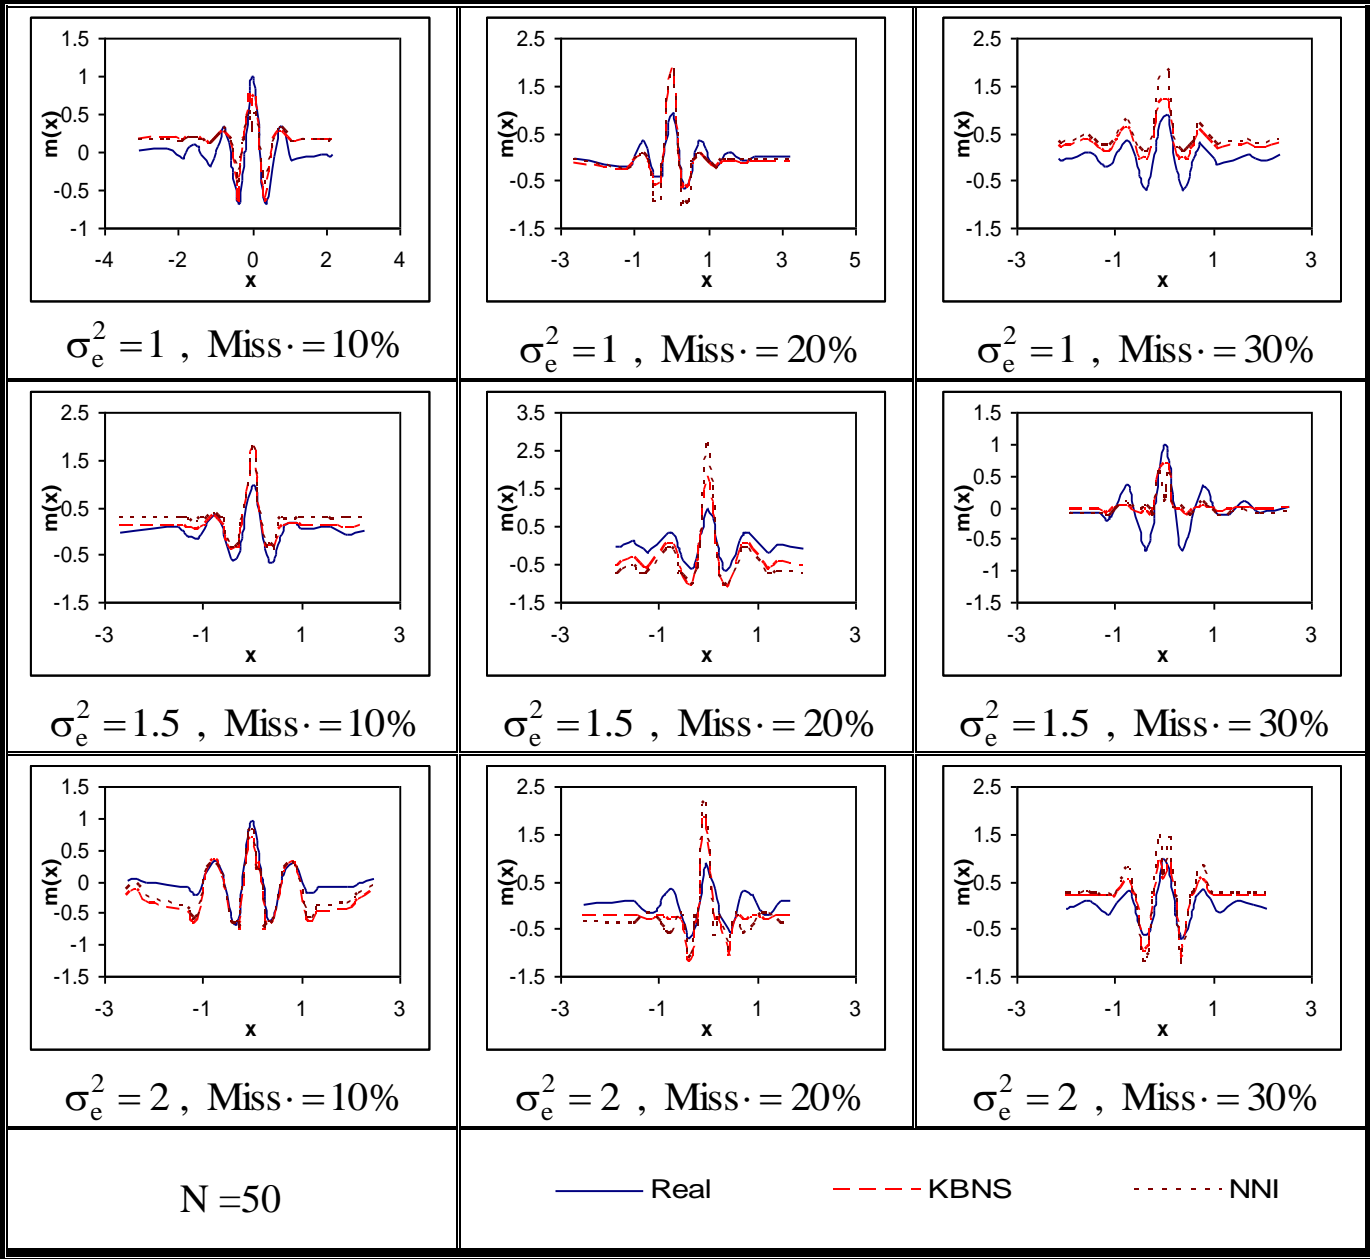 1.5
1
0.5
0
-0.5
-1
m(x)
-4 -2 0 2 4
x
σ²ₑ = 1 , Miss· = 10%
2.5
1.5
0.5
-0.5
-1.5
m(x)
-3 -1 1 3 5
x
σ²ₑ = 1 , Miss· = 20%
2.5
1.5
0.5
-0.5
-1.5
m(x)
-3 -1 1 3
x
σ²ₑ = 1 , Miss· = 30%
2.5
1.5
0.5
-0.5
-1.5
m(x)
-3 -1 1 3
x
σ²ₑ = 1.5 , Miss· = 10%
3.5
2.5
1.5
0.5
-0.5
-1.5
m(x)
-3 -1 1 3
x
σ²ₑ = 1.5 , Miss· = 20%
1.5
1
0.5
0
-0.5
-1
-1.5
m(x)
-3 -1 1 3
x
σ²ₑ = 1.5 , Miss· = 30%
1.5
1
0.5
0
-0.5
-1
-1.5
m(x)
-3 -1 1 3
x
σ²ₑ = 2 , Miss· = 10%
2.5
1.5
0.5
-0.5
-1.5
m(x)
-3 -1 1 3
x
σ²ₑ = 2 , Miss· = 20%
2.5
1.5
0.5
-0.5
-1.5
m(x)
-3 -1 1 3
x
σ²ₑ = 2 , Miss· = 30%
N =50
Real KBNS NNI